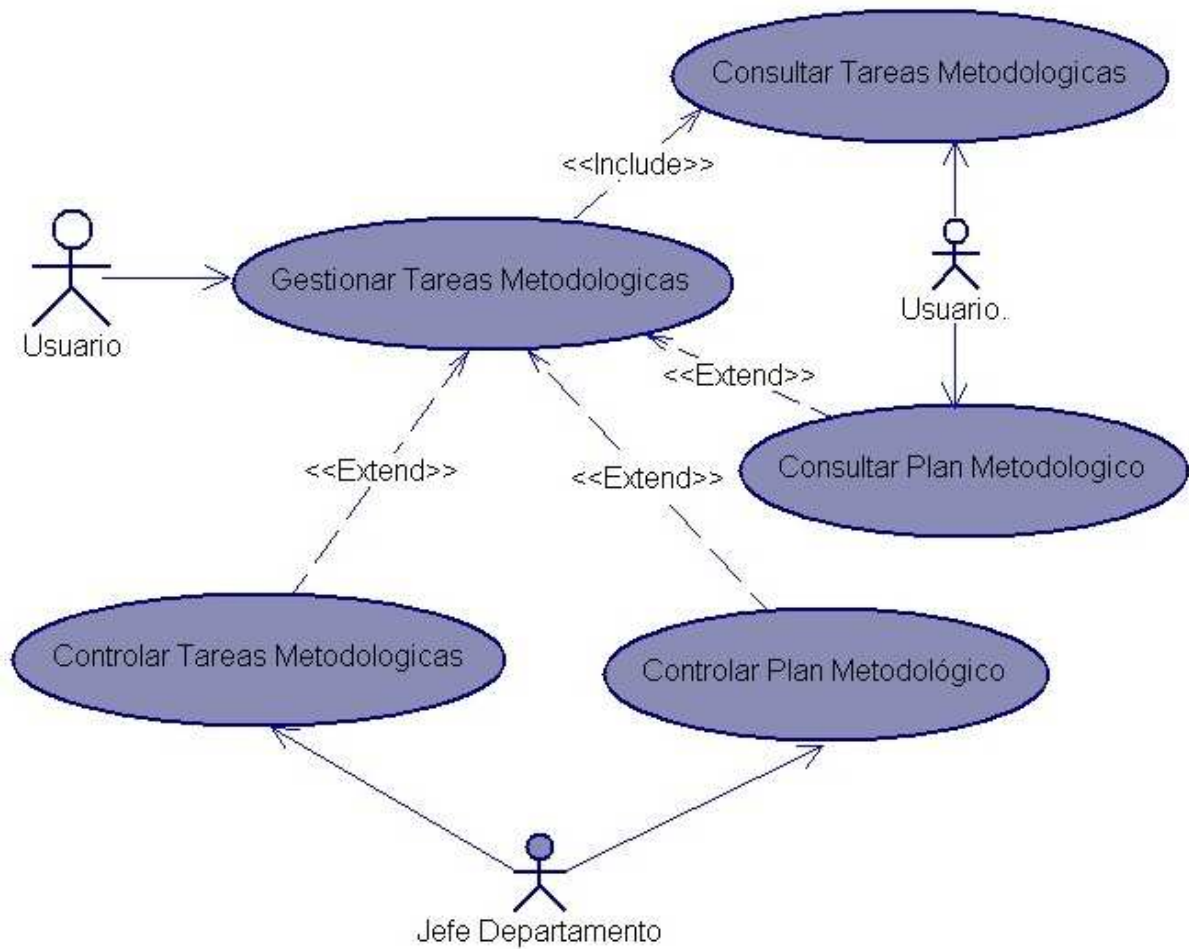 Consultar Tareas Metodologicas
<<Include>>
Gestionar Tareas Metodologicas
Usuario
Usuario.
<<Extend>>
Consultar Plan Metodologico
<<Extend>>
<<Extend>>
Controlar Tareas Metodologicas
Controlar Plan Metodológico
Jefe Departamento